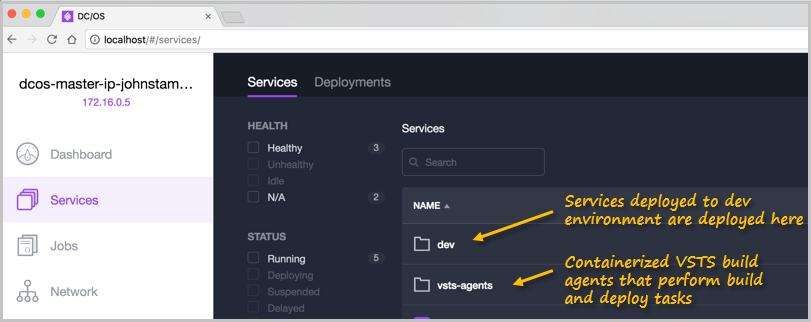 DC/OS
localhost/#/services/
dcos-master-ip-johnstam...
172.16.0.5
Dashboard
Services
Jobs
Network
Services
Deployments
HEALTH
Healthy 3
Unhealthy
Idle
N/A 2
STATUS
Running 5
Deploying
Suspended
Delayed
Services
Search
NAME
dev
vsts-agents
Services deployed to dev
environment are deployed here
Containerized VSTS build
agents that perform build
and deploy tasks